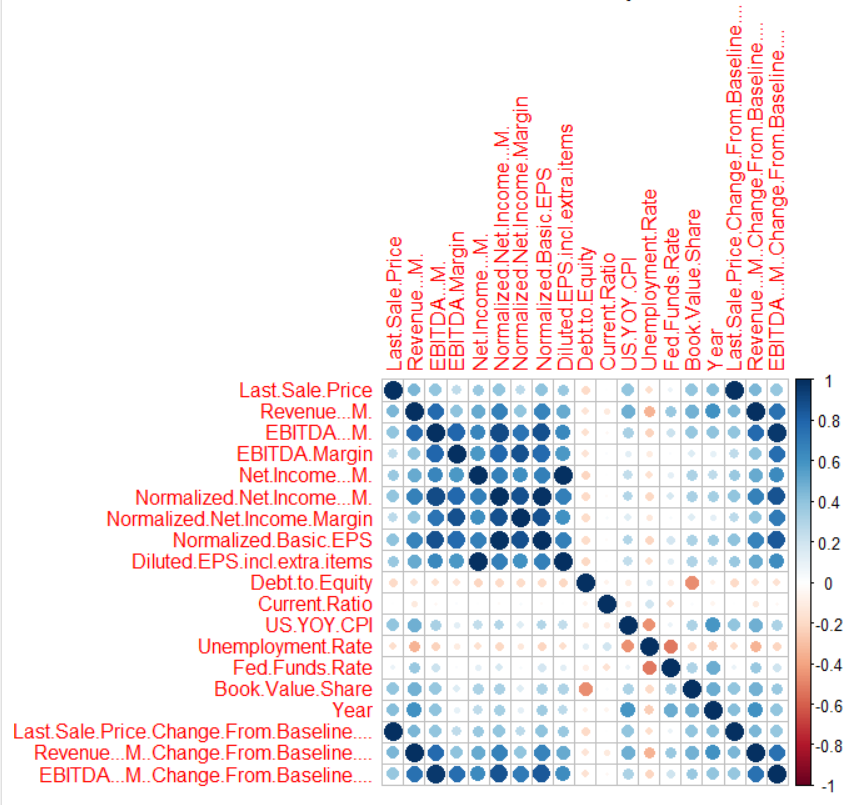 Last.Sale.Price
Revenue...M.
EBITDA...M.
EBITDA.Margin
Net.Income...M.
Normalized.Net.Income...M.
Normalized.Net.Income.Margin
Normalized.Basic.EPS
Diluted.EPS.incl.extra.items
Debt.to.Equity
Current.Ratio
US.YOY.CPI
Unemployment.Rate
Fed.Funds.Rate
Book.Value.Share
Year
Last.Sale.Price.Change.From.Baseline....
Revenue...M..Change.From.Baseline....
EBITDA...M..Change.From.Baseline....
Last.Sale.Price
Revenue...M.
EBITDA...M.
EBITDA.Margin
Net.Income...M.
Normalized.Net.Income...M.
Normalized.Net.Income.Margin
Normalized.Basic.EPS
Diluted.EPS.incl.extra.items
Debt.to.Equity
Current.Ratio
US.YOY.CPI
Unemployment.Rate
Fed.Funds.Rate
Book.Value.Share
Year
Last.Sale.Price.Change.From.Baseline....
Revenue...M..Change.From.Baseline....
EBITDA...M..Change.From.Baseline....
1
0.8
0.6
0.4
0.2
0
-0.2
-0.4
-0.6
-0.8
-1